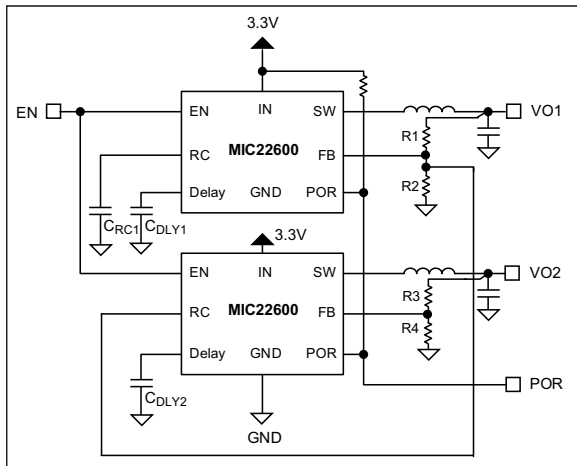 3.3V
EN
EN
IN
SW
VO1
R1
RC
MIC22600
FB
R2
Delay
GND
POR
CRC1
CDLY1
3.3V
EN
IN
SW
VO2
R3
RC
MIC22600
FB
R4
Delay
GND
POR
POR
CDLY2
GND